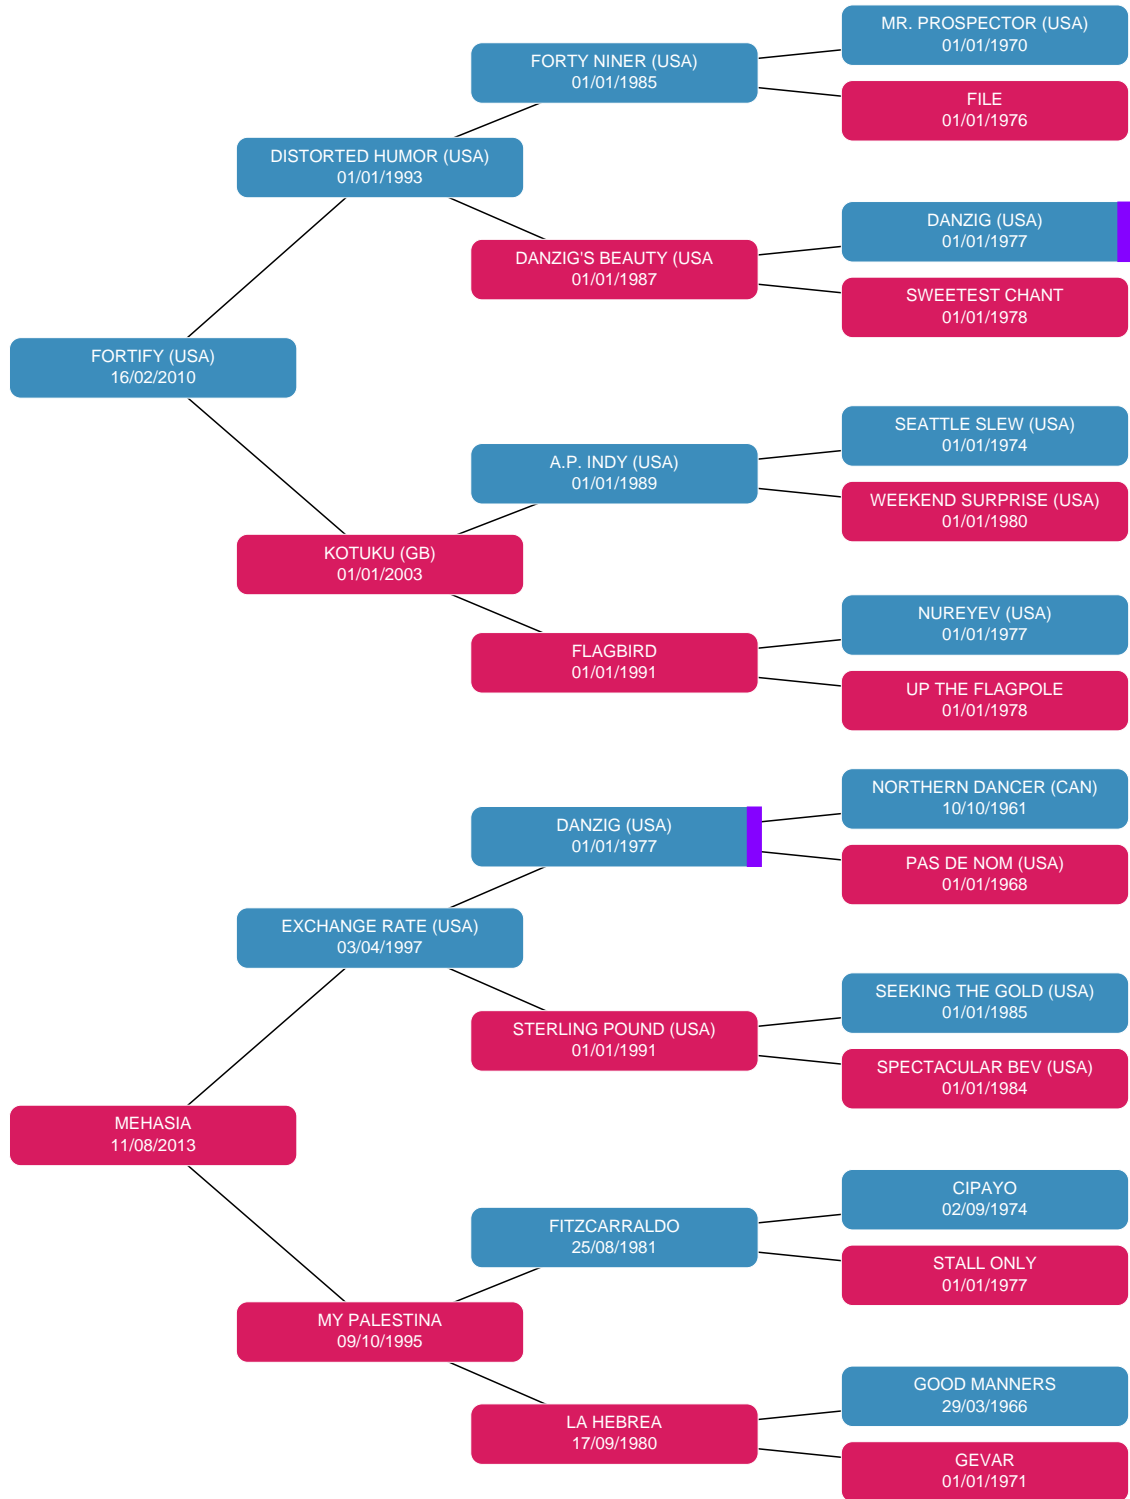 MR. PROSPECTOR (USA)
01/01/1970
FORTY NINER (USA)
01/01/1985
FILE
01/01/1976
DISTORTED HUMOR (USA)
01/01/1993
DANZIG (USA)
01/01/1977
DANZIG'S BEAUTY (USA
01/01/1987
SWEETEST CHANT
01/01/1978
FORTIFY (USA)
16/02/2010
SEATTLE SLEW (USA)
01/01/1974
A.P. INDY (USA)
01/01/1989
WEEKEND SURPRISE (USA)
01/01/1980
KOTUKU (GB)
01/01/2003
NUREYEV (USA)
01/01/1977
FLAGBIRD
01/01/1991
UP THE FLAGPOLE
01/01/1978
NORTHERN DANCER (CAN)
10/10/1961
DANZIG (USA)
01/01/1977
PAS DE NOM (USA)
01/01/1968
EXCHANGE RATE (USA)
03/04/1997
SEEKING THE GOLD (USA)
01/01/1985
STERLING POUND (USA)
01/01/1991
SPECTACULAR BEV (USA)
01/01/1984
MEHASIA
11/08/2013
CIPAYO
02/09/1974
FITZCARRALDO
25/08/1981
STALL ONLY
01/01/1977
MY PALESTINA
09/10/1995
GOOD MANNERS
29/03/1966
LA HEBREA
17/09/1980
GEVAR
01/01/1971